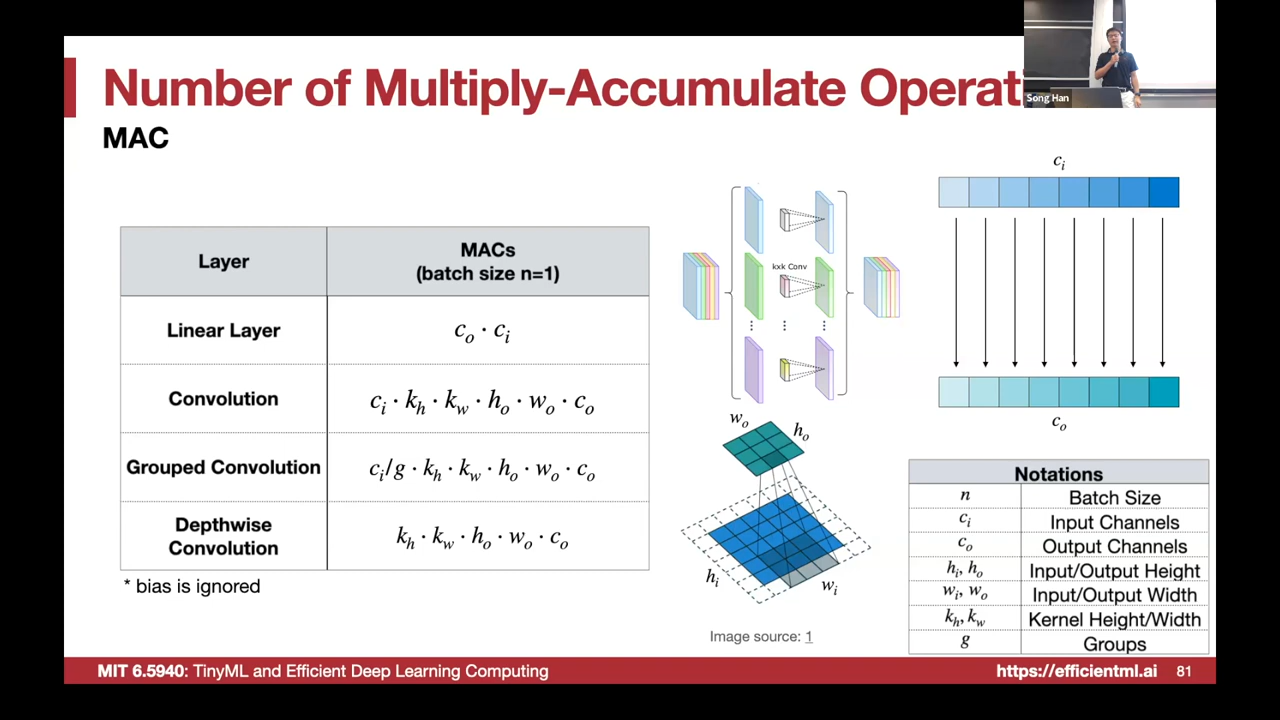 Number of Multiply-Accumulate Operat
Song Han
MAC
Layer
MACs
(batch size n=1)
Linear Layer
c_o · c_i
Convolution
c_i · k_h · k_w · h_o · w_o · c_o
Grouped Convolution
c_i/g · k_h · k_w · h_o · w_o · c_o
Depthwise
Convolution
k_h · k_w · h_o · w_o · c_o
* bias is ignored
kxk Conv
w_o
h_o
h_i
w_i
Image source: 1
c_i
c_o
Notations
n Batch Size
c_i Input Channels
c_o Output Channels
h_i, h_o Input/Output Height
w_i, w_o Input/Output Width
k_h, k_w Kernel Height/Width
g Groups
MIT 6.5940: TinyML and Efficient Deep Learning Computing
https://efficientml.ai
81